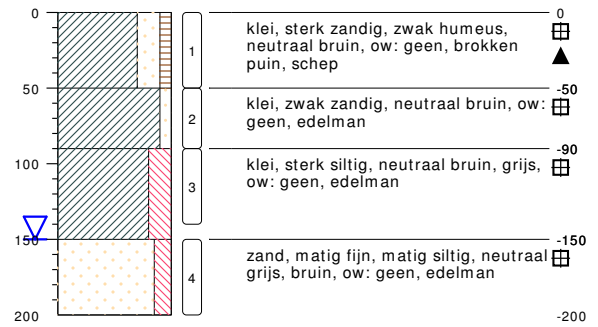 0
50
100
150
200
1
2
3
4
0
klei, sterk zandig, zwak humeus,
neutraal bruin, ow: geen, brokken
puin, schep
-50
klei, zwak zandig, neutraal bruin, ow:
geen, edelman
-90
klei, sterk siltig, neutraal bruin, grijs,
ow: geen, edelman
-150
zand, matig fijn, matig siltig, neutraal
grijs, bruin, ow: geen, edelman
-200